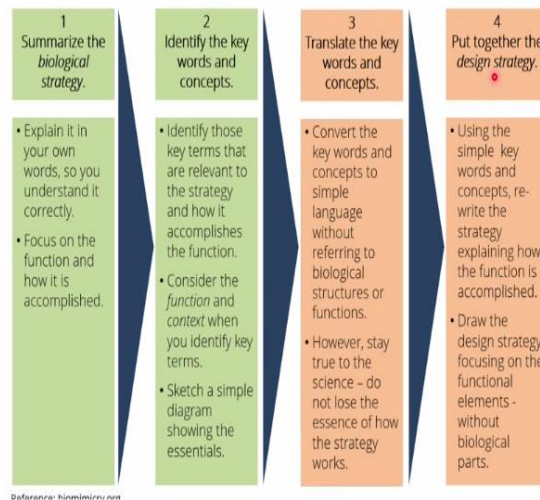 1
Summarize the
biological
strategy.
• Explain it in
your own
words, so you
understand it
correctly.
• Focus on the
function and
how it is
accomplished.
2
Identify the key
words and
concepts.
• Identify those
key terms that
are relevant to
the strategy
and how it
accomplishes
the function.
• Consider the
function and
context when
you identify key
terms.
• Sketch a simple
diagram
showing the
essentials.
3
Translate the key
words and
concepts.
• Convert the
key words and
concepts to
simple
language
without
referring to
biological
structures or
functions.
• However, stay
true to the
science – do
not lose the
essence of how
the strategy
works.
4
Put together the
design strategy.
• Using the
simple key
words and
concepts, re-
write the
strategy
explaining how
the function is
accomplished.
• Draw the
design strategy
focusing on the
functional
elements -
without
biological
parts.
Reference: biomimicry.org